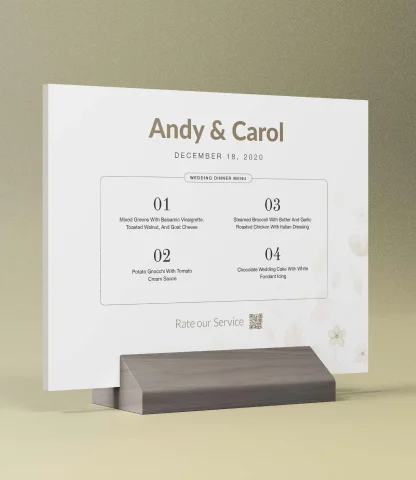 Andy & Carol
DECEMBER 18, 2020
WEDDING DINNER MENU
01
Mixed Greens With Balsamic Vinaigrette,
Toasted Walnut, And Goat Cheese
02
Potato Gnocchi With Tomato
Cream Sauce
03
Steamed Broccoli With Butter And Garlic
Roasted Chicken With Italian Dressing
04
Chocolate Wedding Cake With White
Fondant Icing
Rate our Service